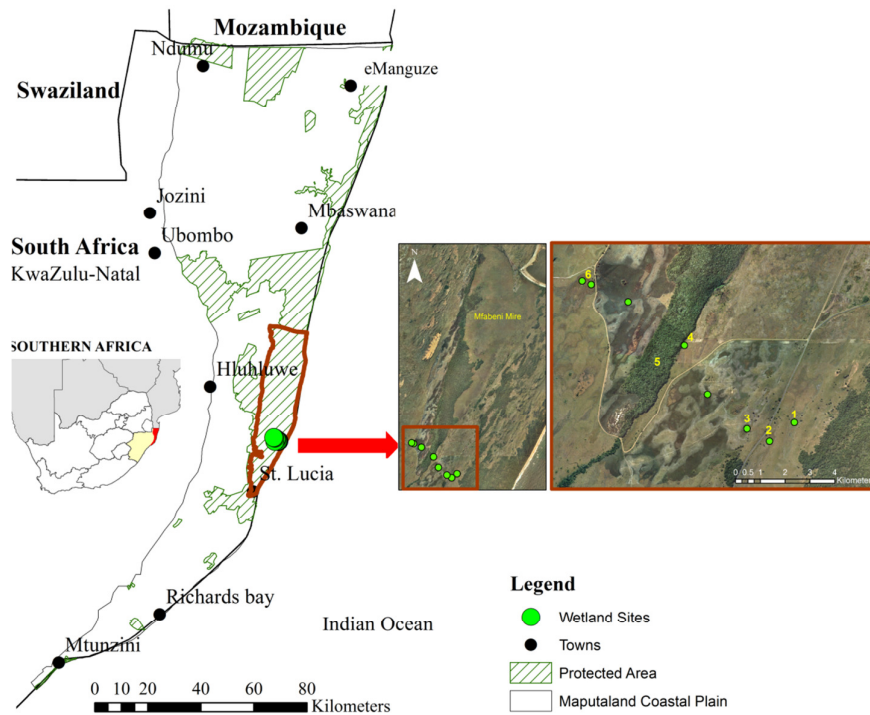 Mozambique
Ndumu
eManguze
Swaziland
Jozini
Mbaswana
South Africa
Ubombo
KwaZulu-Natal
N
Mfabeni Mire
6
4
5
3
1
2
0 0.5 1 2 3 4
Kilometer
SOUTHERN AFRICA
Hluhluwe
St. Lucia
Richards bay
Indian Ocean
Mtunzini
0 10 20 40 60 80
Kilometers
Legend
Wetland Sites
Towns
Protected Area
Maputaland Coastal Plain